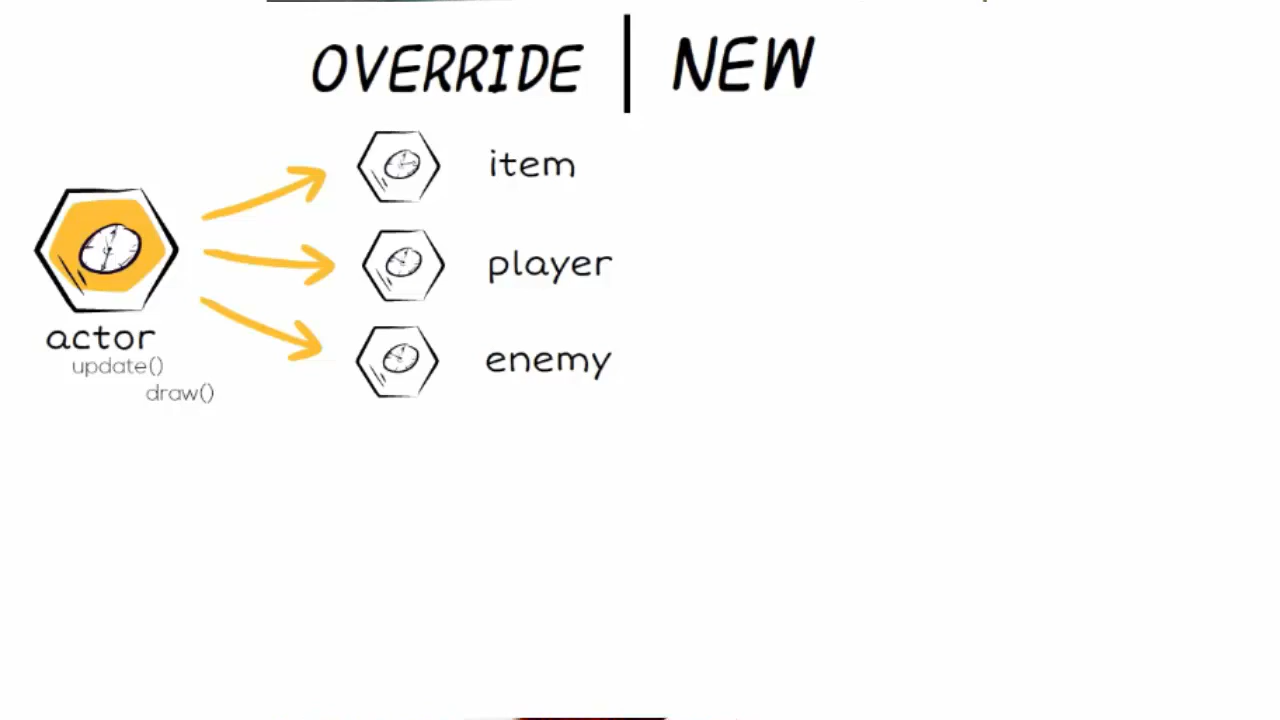 OVERRIDE | NEW
item
player
enemy
actor
update()
draw()